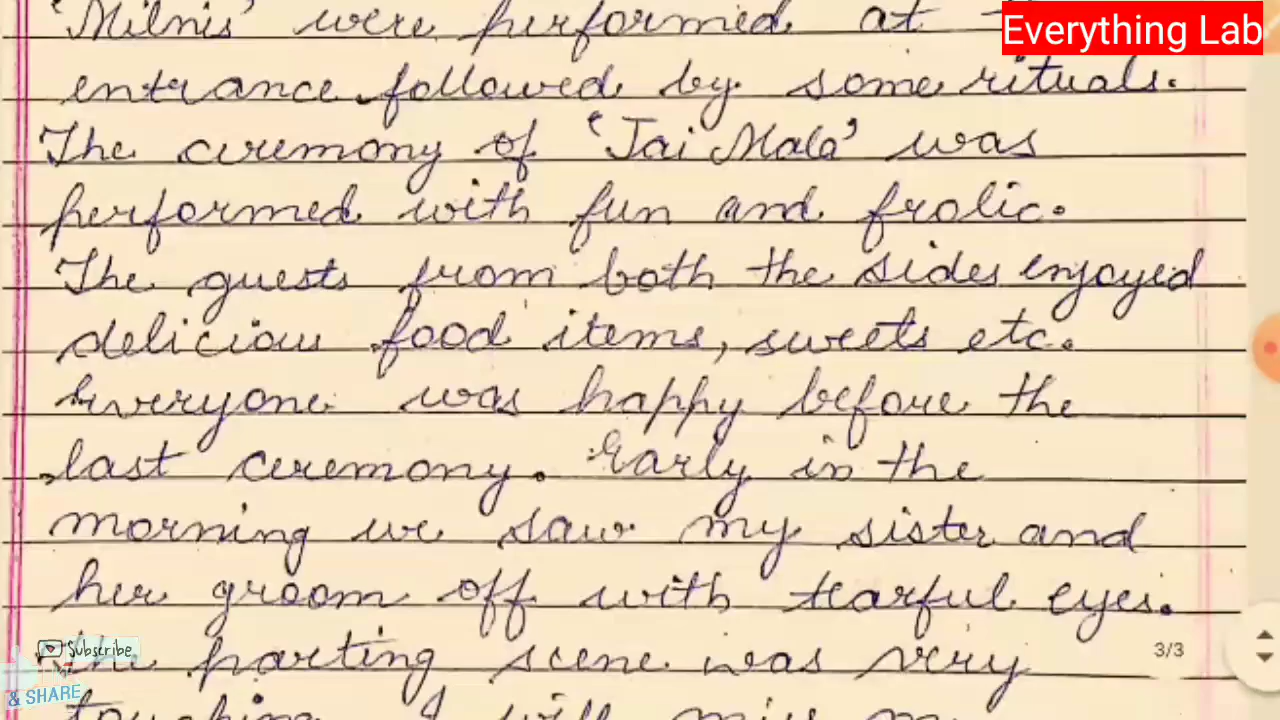 'Milnis' were performed at
Everything Lab
entrance followed by some rituals.
The ceremony of 'Jai Mala' was
performed with fun and frolic.
The guests from both the sides enjoyed
delicious food items, sweets etc.
Everyone was happy before the
last ceremony. Early in the
morning we saw my sister and
her groom off with tearful eyes.
Subscribe
The parting scene was very
3/3
& SHARE
touching. I will miss